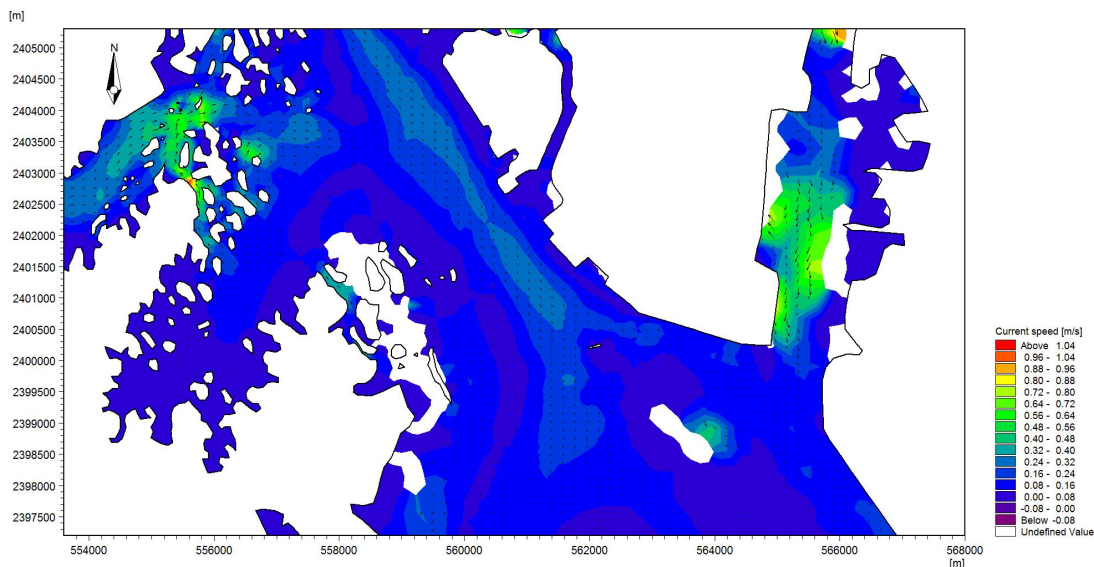 [m]
N
2405000
2404500
2404000
2403500
2403000
2402500
2402000
2401500
2401000
2400500
2400000
2399500
2399000
2398500
2398000
2397500
554000 556000 558000 560000 562000 564000 566000 568000
[m]
Current speed [m/s]
Above 1.04
0.96 - 1.04
0.88 - 0.96
0.80 - 0.88
0.72 - 0.80
0.64 - 0.72
0.56 - 0.64
0.48 - 0.56
0.40 - 0.48
0.32 - 0.40
0.24 - 0.32
0.16 - 0.24
0.08 - 0.16
0.00 - 0.08
-0.08 - 0.00
Below -0.08
Undefined Value